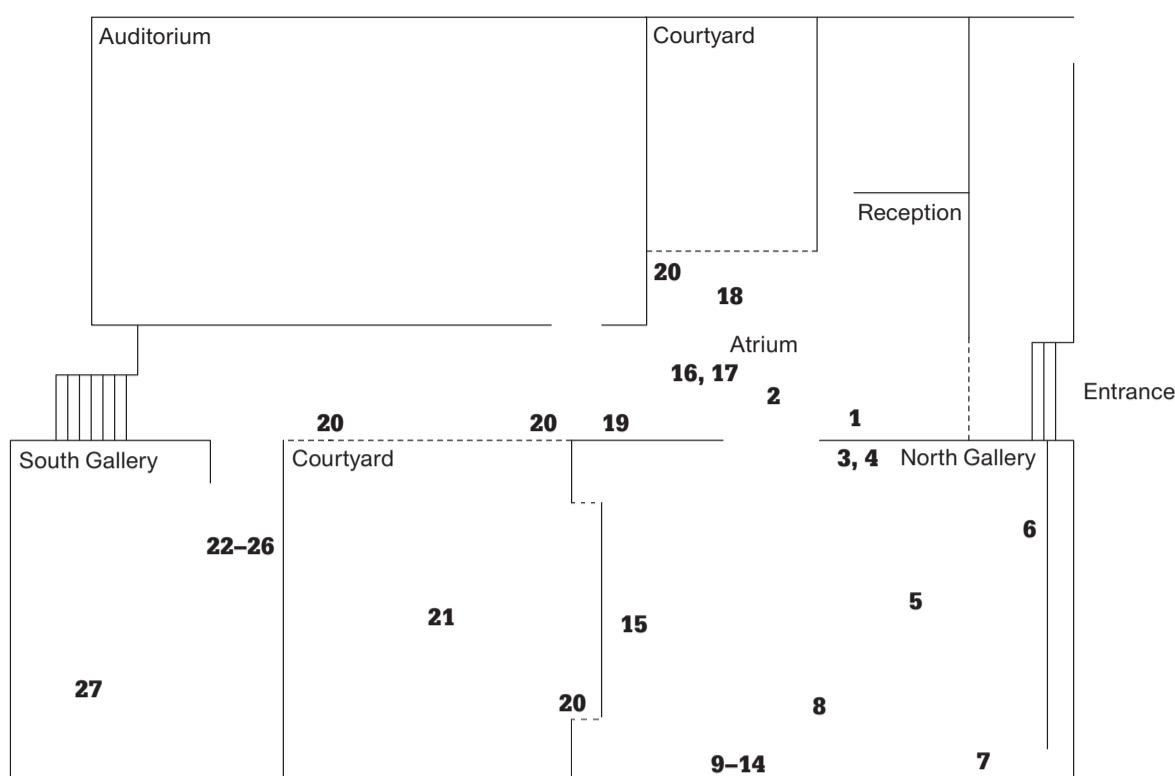 Auditorium
Courtyard
Reception
20
18
Atrium
16, 17
2
Entrance
1
20
20
19
South Gallery
Courtyard
3, 4
North Gallery
6
22–26
5
21
15
27
20
8
9–14
7